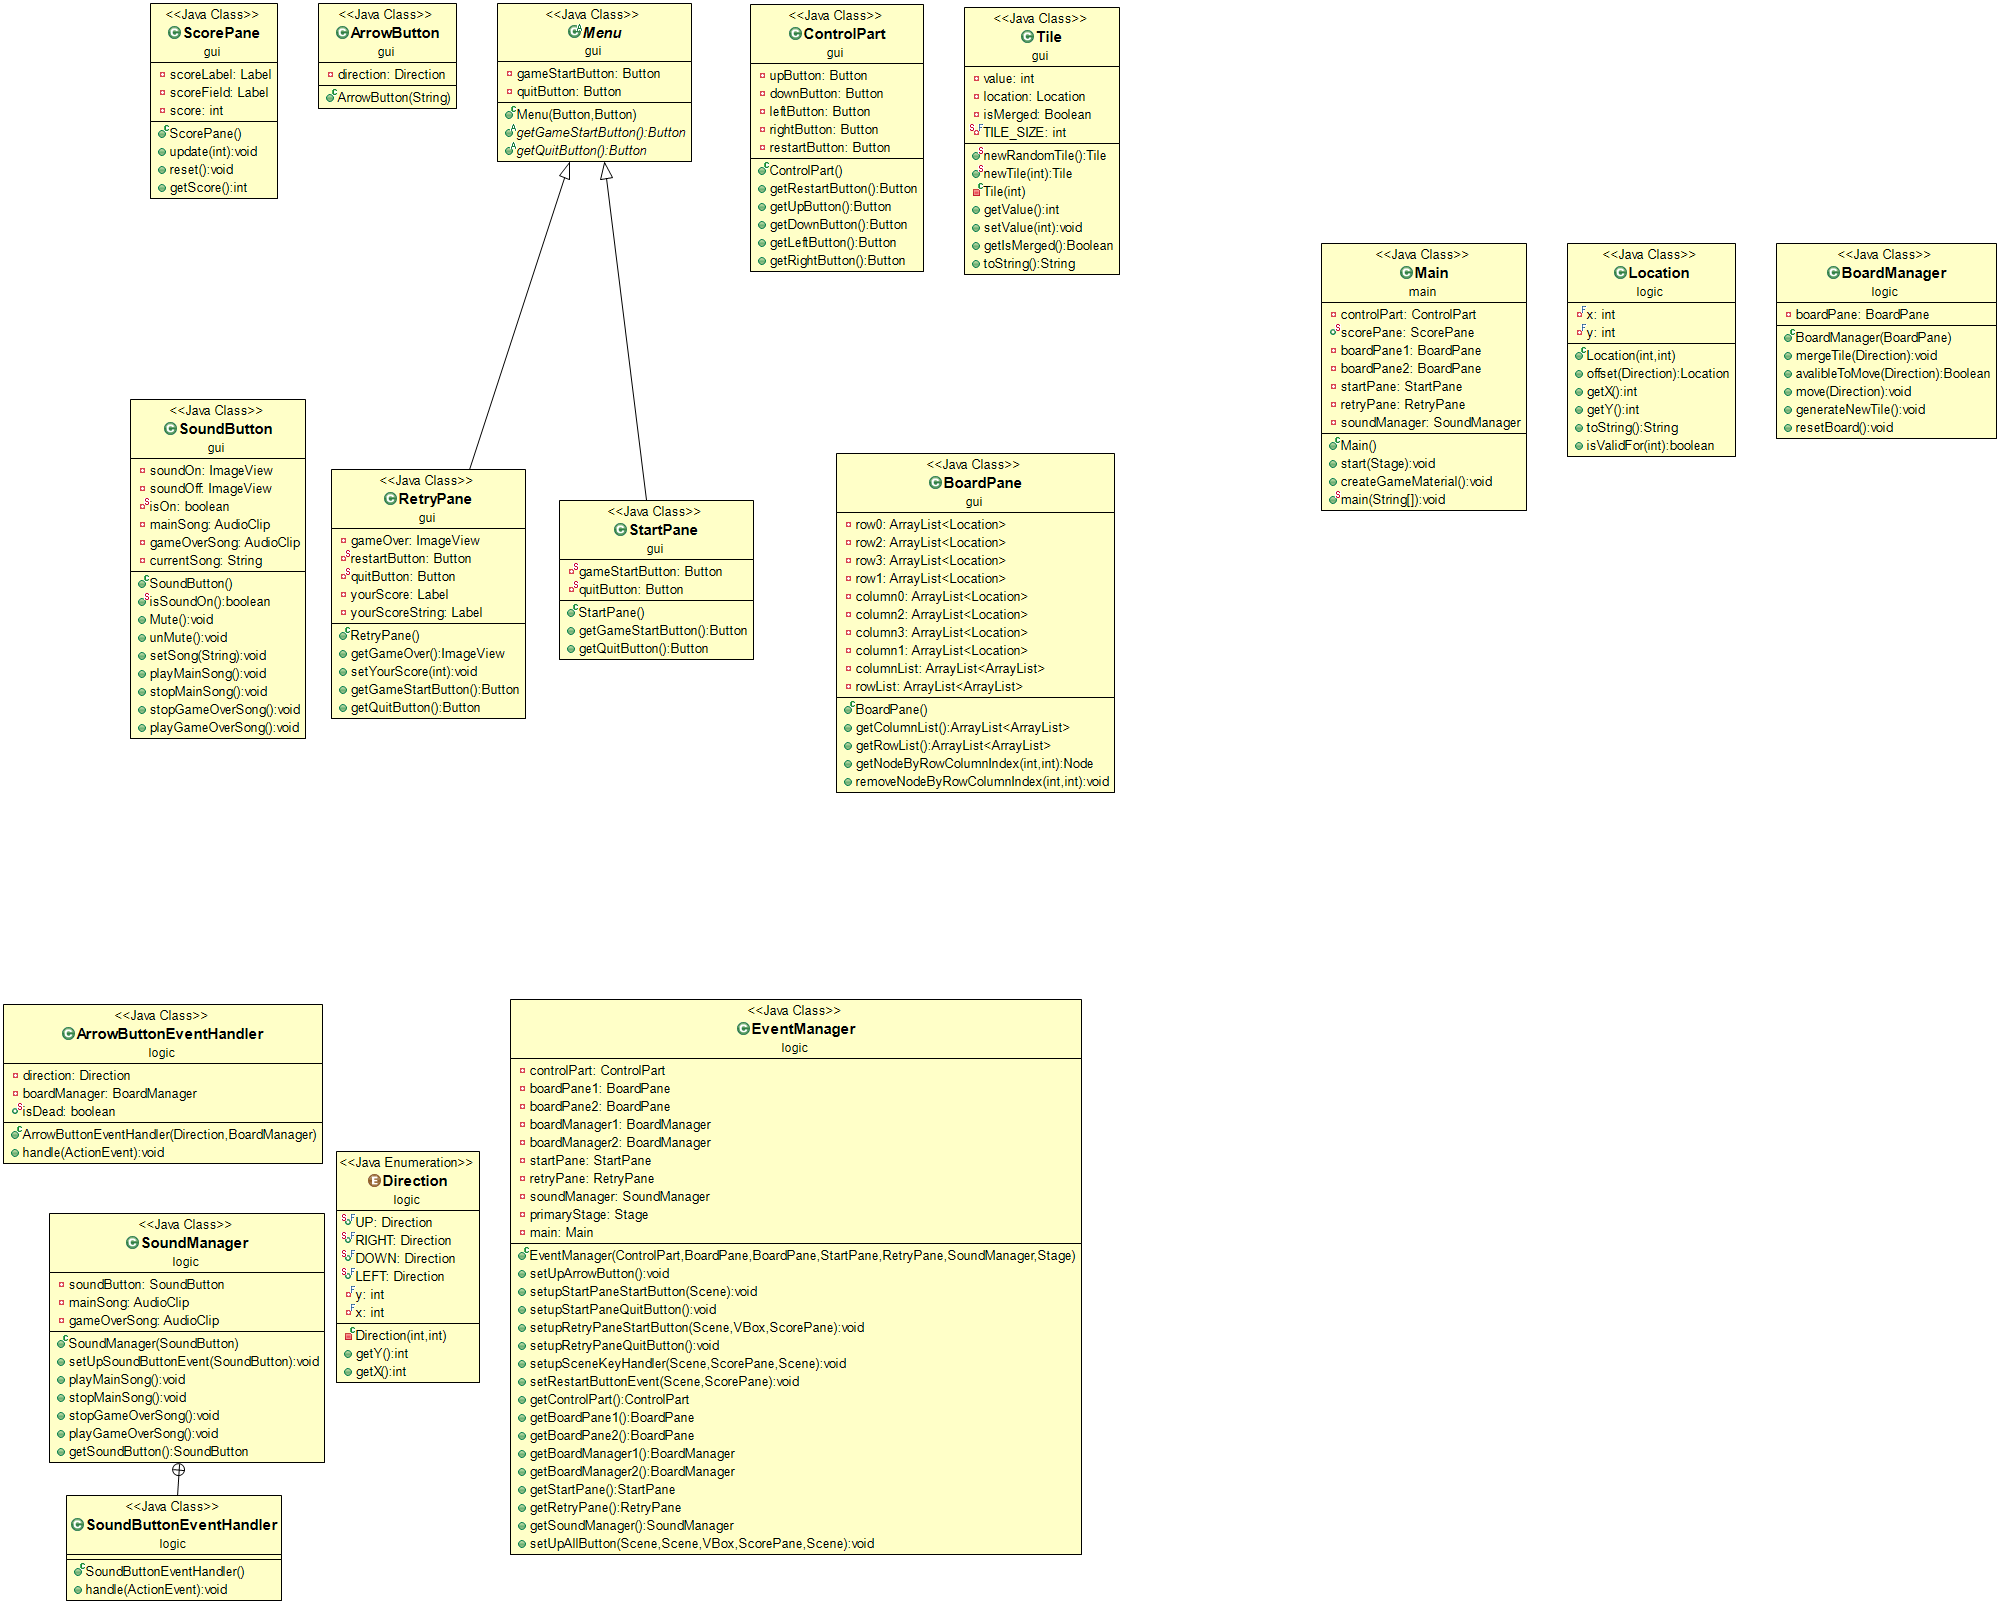 <<Java Class>>
ScorePane
gui
scoreLabel: Label
scoreField: Label
score: int
ScorePane()
update(int):void
reset():void
getScore():int
<<Java Class>>
ArrowButton
gui
direction: Direction
ArrowButton(String)
<<Java Class>>
Menu
gui
gameStartButton: Button
quitButton: Button
Menu(Button,Button)
getGameStartButton():Button
getQuitButton():Button
<<Java Class>>
ControlPart
gui
upButton: Button
downButton: Button
leftButton: Button
rightButton: Button
restartButton: Button
ControlPart()
getRestartButton():Button
getUpButton():Button
getDownButton():Button
getLeftButton():Button
getRightButton():Button
<<Java Class>>
Tile
gui
value: int
location: Location
isMerged: Boolean
TILE_SIZE: int
newRandomTile():Tile
newTile(int):Tile
Tile(int)
getValue():int
setValue(int):void
getIsMerged():Boolean
toString():String
<<Java Class>>
Main
main
controlPart: ControlPart
scorePane: ScorePane
boardPane1: BoardPane
boardPane2: BoardPane
startPane: StartPane
retryPane: RetryPane
soundManager: SoundManager
Main()
start(Stage):void
createGameMaterial():void
main(String[]):void
<<Java Class>>
Location
logic
x: int
y: int
Location(int,int)
offset(Direction):Location
getX():int
getY():int
toString():String
isValidFor(int):boolean
<<Java Class>>
BoardManager
logic
boardPane: BoardPane
BoardManager(BoardPane)
mergeTile(Direction):void
avalibleToMove(Direction):Boolean
move(Direction):void
generateNewTile():void
resetBoard():void
<<Java Class>>
SoundButton
gui
soundOn: ImageView
soundOff: ImageView
isOn: boolean
mainSong: AudioClip
gameOverSong: AudioClip
currentSong: String
SoundButton()
isSoundOn():boolean
Mute():void
unMute():void
setSong(String):void
playMainSong():void
stopMainSong():void
stopGameOverSong():void
playGameOverSong():void
<<Java Class>>
RetryPane
gui
gameOver: ImageView
restartButton: Button
quitButton: Button
yourScore: Label
yourScoreString: Label
RetryPane()
getGameOver():ImageView
setYourScore(int):void
getGameStartButton():Button
getQuitButton():Button
<<Java Class>>
StartPane
gui
gameStartButton: Button
quitButton: Button
StartPane()
getGameStartButton():Button
getQuitButton():Button
<<Java Class>>
BoardPane
gui
row0: ArrayList<Location>
row2: ArrayList<Location>
row3: ArrayList<Location>
row1: ArrayList<Location>
column0: ArrayList<Location>
column2: ArrayList<Location>
column3: ArrayList<Location>
column1: ArrayList<Location>
columnList: ArrayList<ArrayList>
rowList: ArrayList<ArrayList>
BoardPane()
getColumnList():ArrayList<ArrayList>
getRowList():ArrayList<ArrayList>
getNodeByRowColumnIndex(int,int):Node
removeNodeByRowColumnIndex(int,int):void
<<Java Class>>
ArrowButtonEventHandler
logic
direction: Direction
boardManager: BoardManager
isDead: boolean
ArrowButtonEventHandler(Direction,BoardManager)
handle(ActionEvent):void
<<Java Enumeration>>
Direction
logic
UP: Direction
RIGHT: Direction
DOWN: Direction
LEFT: Direction
y: int
x: int
Direction(int,int)
getY():int
getX():int
<<Java Class>>
SoundManager
logic
soundButton: SoundButton
mainSong: AudioClip
gameOverSong: AudioClip
SoundManager(SoundButton)
setUpSoundButtonEvent(SoundButton):void
playMainSong():void
stopMainSong():void
stopGameOverSong():void
playGameOverSong():void
getSoundButton():SoundButton
<<Java Class>>
SoundButtonEventHandler
logic
SoundButtonEventHandler()
handle(ActionEvent):void
<<Java Class>>
EventManager
logic
controlPart: ControlPart
boardPane1: BoardPane
boardPane2: BoardPane
boardManager1: BoardManager
boardManager2: BoardManager
startPane: StartPane
retryPane: RetryPane
soundManager: SoundManager
primaryStage: Stage
main: Main
EventManager(ControlPart,BoardPane,BoardPane,StartPane,RetryPane,SoundManager,Stage)
setUpArrowButton():void
setupStartPaneStartButton(Scene):void
setupStartPaneQuitButton():void
setupRetryPaneStartButton(Scene,VBox,ScorePane):void
setupRetryPaneQuitButton():void
setupSceneKeyHandler(Scene,ScorePane,Scene):void
setRestartButtonEvent(Scene,ScorePane):void
getControlPart():ControlPart
getBoardPane1():BoardPane
getBoardPane2():BoardPane
getBoardManager1():BoardManager
getBoardManager2():BoardManager
getStartPane():StartPane
getRetryPane():RetryPane
getSoundManager():SoundManager
setUpAllButton(Scene,Scene,VBox,ScorePane,Scene):void